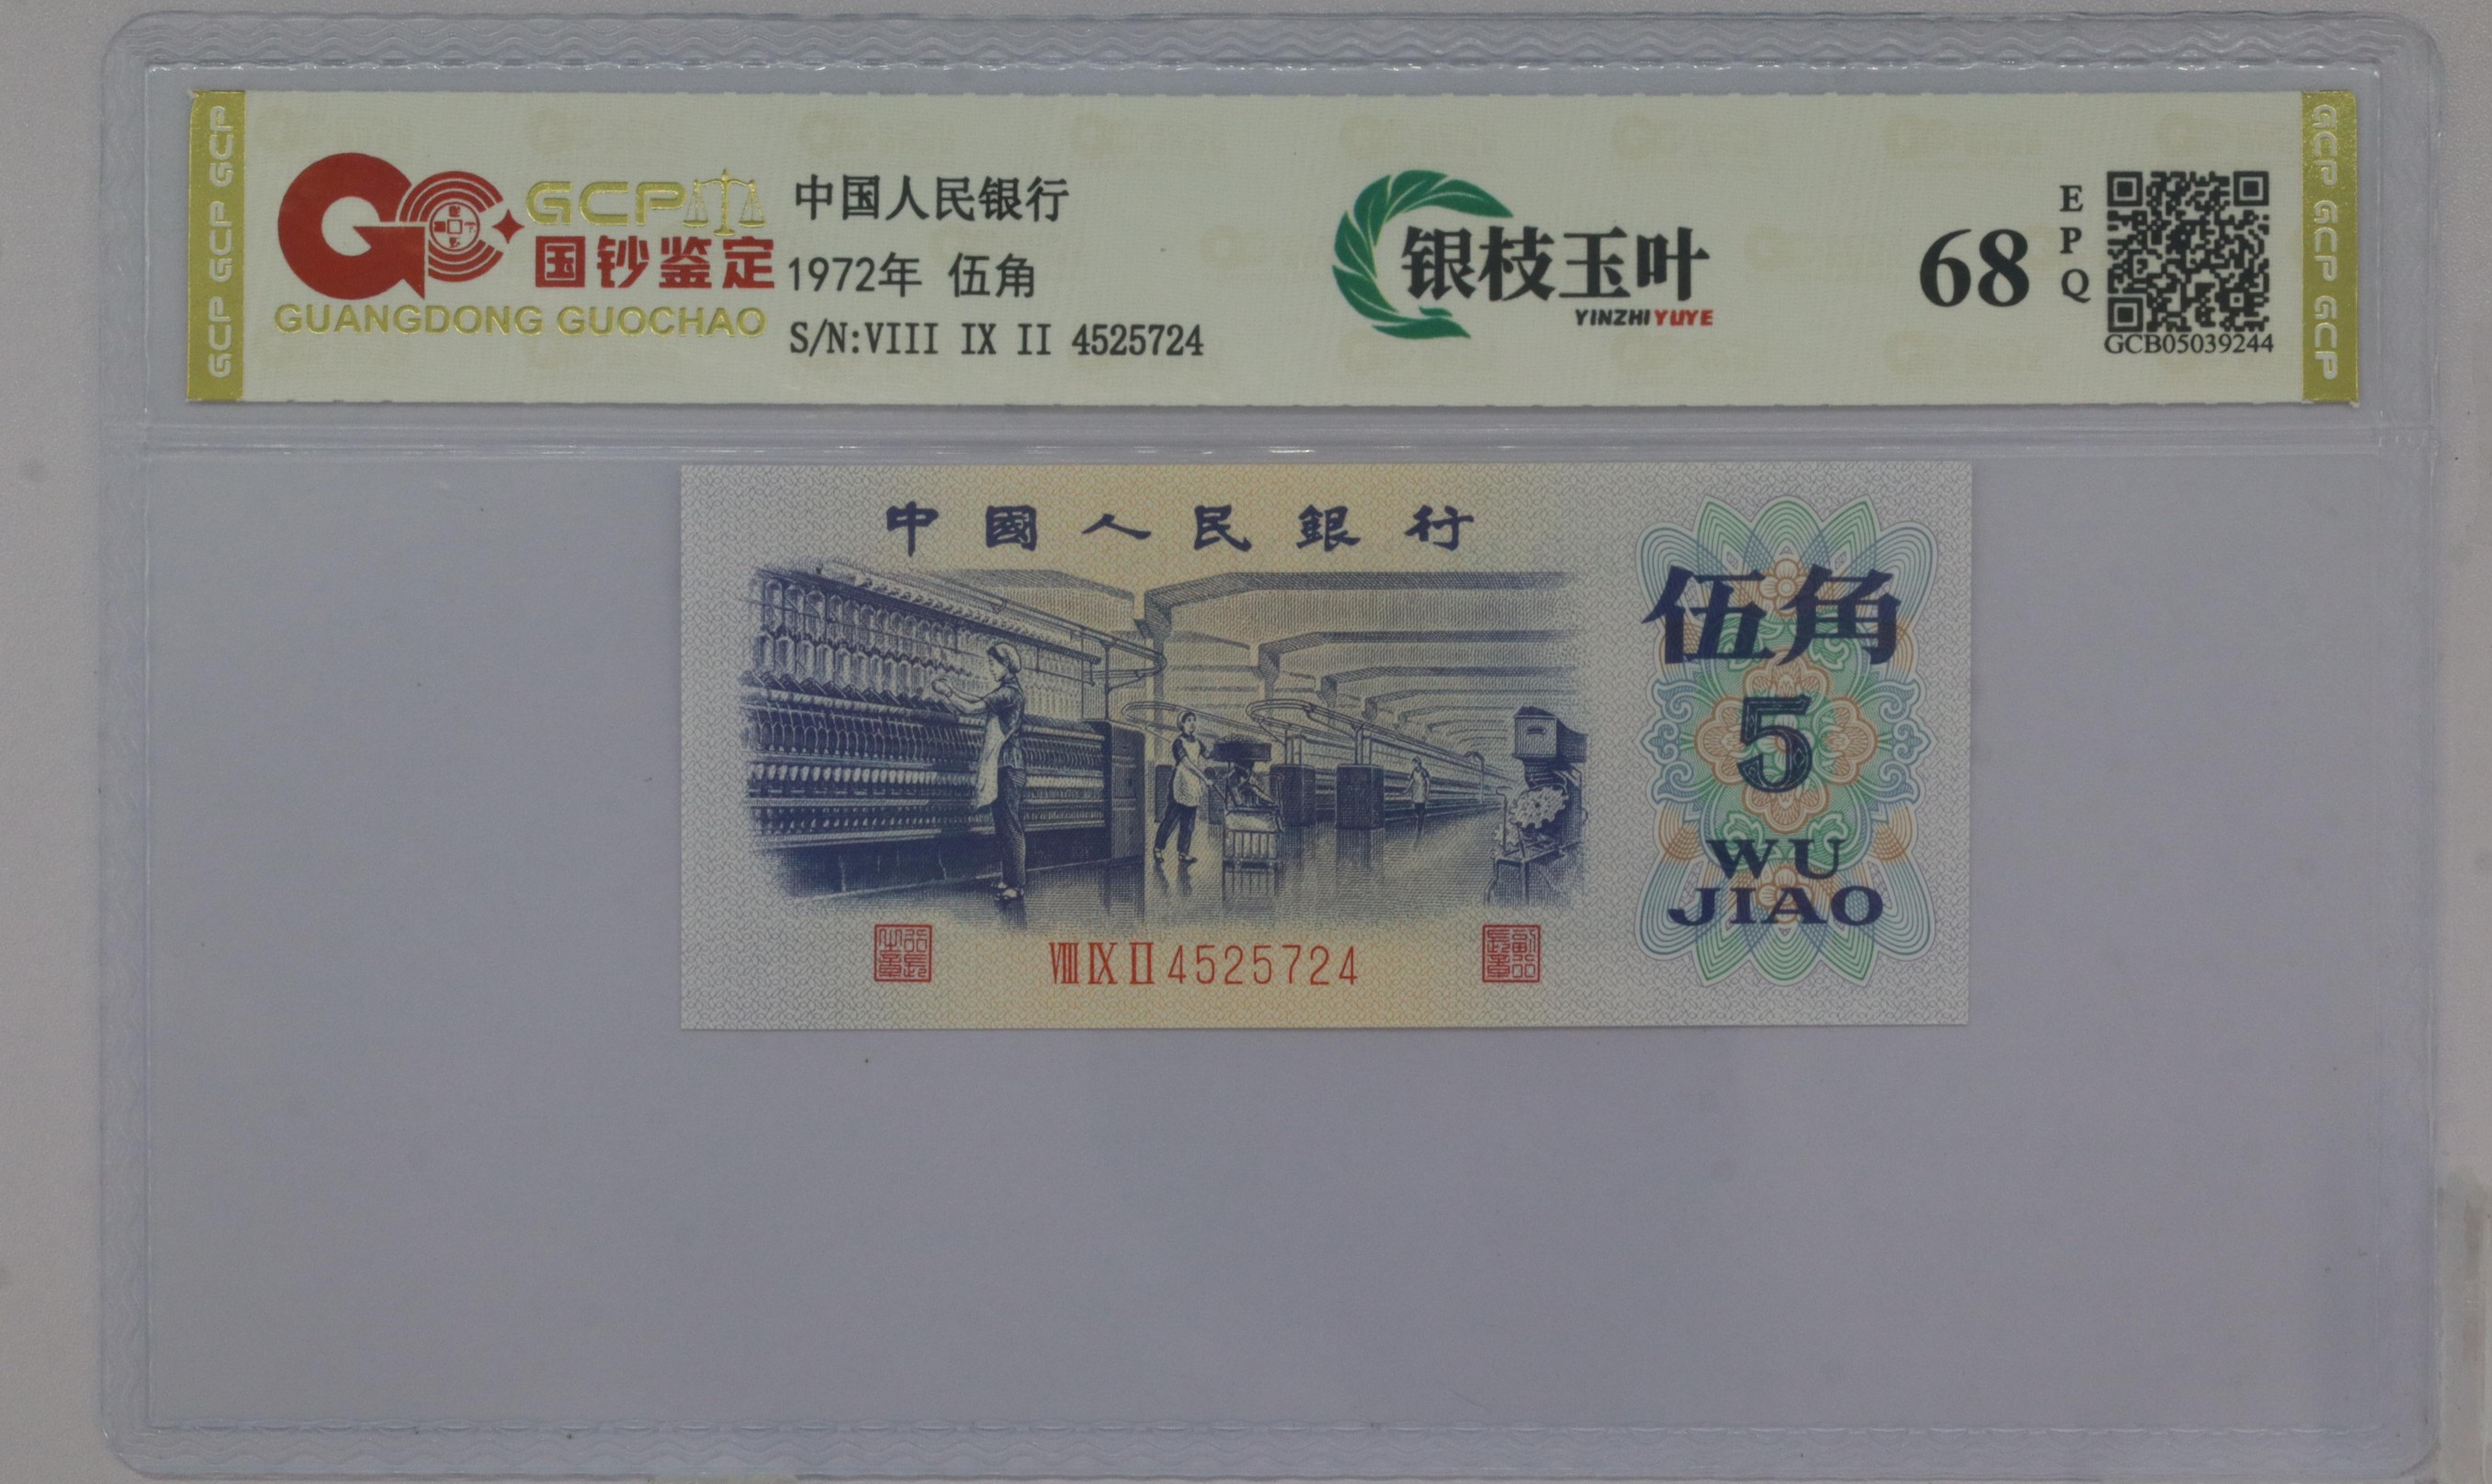 GCP GCP GCP
GCP
国钞鉴定
GUANGDONG GUOCHAO
中国人民银行
1972年 伍角
S/N:VIII IX II 4525724
银枝玉叶
YINZHIYUYE
68
EPQ
GCB05039244
GCP GCP GCP
中國人民銀行
伍角
5
WU
JIAO
VIII IX II 4525724